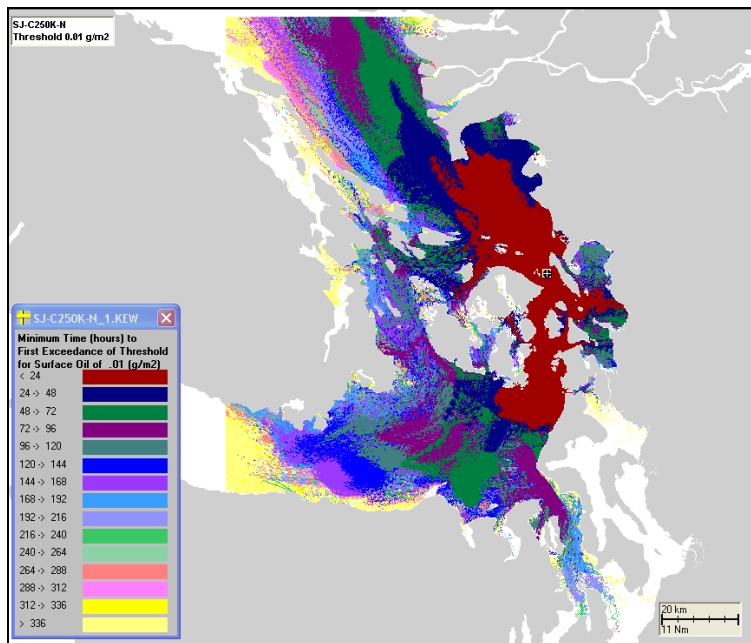 SJ-C250K-N
Threshold 0.01 g/m2
SJ-C250K-N_1.KEW
Minimum Time (hours) to
First Exceedance of Threshold
for Surface Oil of .01 (g/m2)
< 24
24 -> 48
48 -> 72
72 -> 96
96 -> 120
120 -> 144
144 -> 168
168 -> 192
192 -> 216
216 -> 240
240 -> 264
264 -> 288
288 -> 312
312 -> 336
> 336
20 km
11 Nm